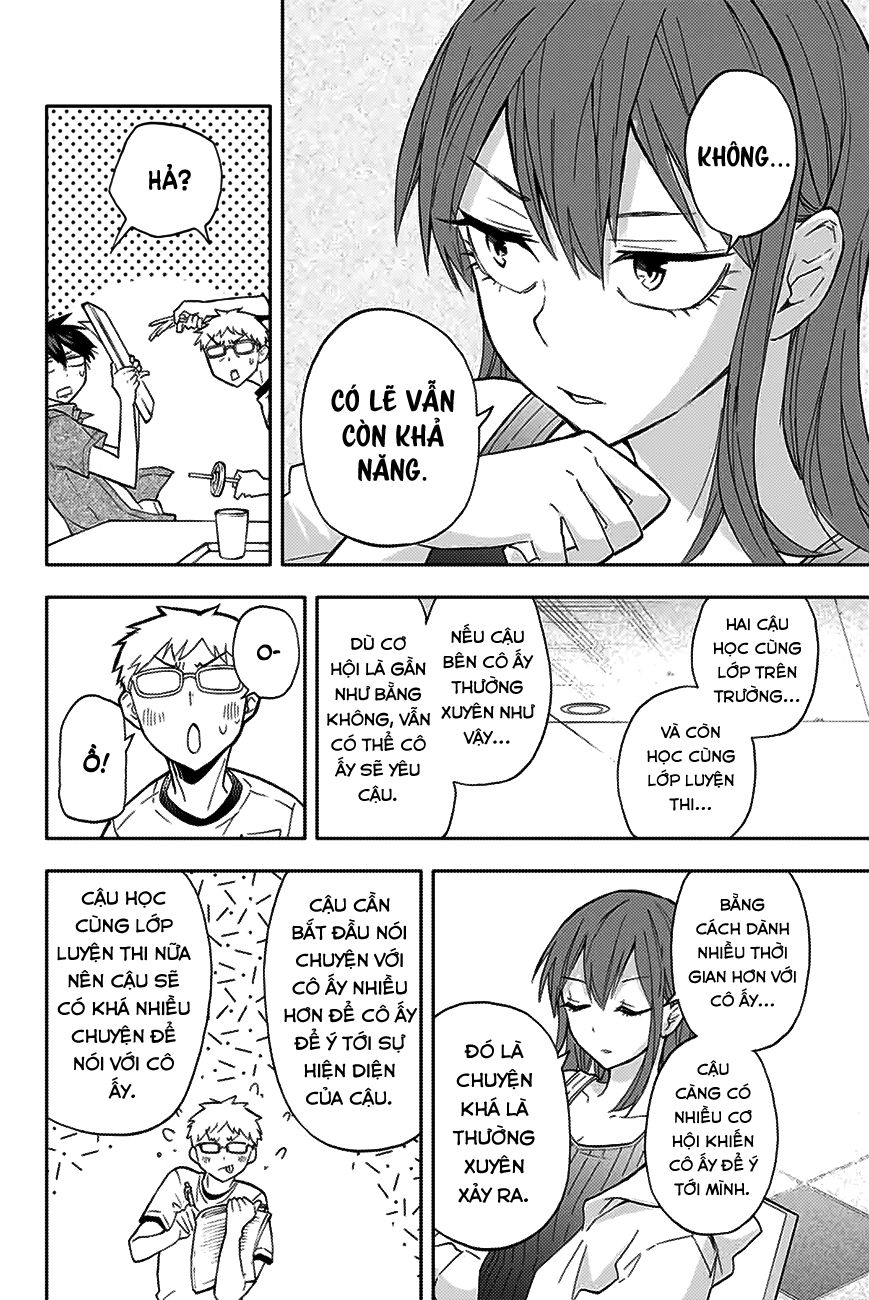 KHÔNG...
CÓ LẼ VẪN
CÒN KHẢ
NĂNG.
HẢ?
HAI CẬU
HỌC CÙNG
LỚP TRÊN
TRƯỜNG...
VÀ CÒN
HỌC CÙNG
LỚP LUYỆN
THI...
NẾU CẬU
BÊN CÔ ẤY
THƯỜNG
XUYÊN NHƯ
VẬY...
DÙ CƠ
HỘI LÀ GẦN
NHƯ BẰNG
KHÔNG, VẪN
CÓ THỂ CÔ
ẤY SẼ YÊU
CẬU.
O-
Ồ!
BẰNG
CÁCH DÀNH
NHIỀU THỜI
GIAN HƠN VỚI
CÔ ẤY...
CẬU
CÀNG CÓ
NHIỀU CƠ
HỘI KHIẾN
CÔ ẤY ĐỂ Ý
TỚI MÌNH.
ĐÓ LÀ
CHUYỆN
KHÁ LÀ
THƯỜNG
XUYÊN
XẢY RA.
CẬU CẦN
BẮT ĐẦU NÓI
CHUYỆN VỚI
CÔ ẤY NHIỀU
HƠN ĐỂ CÔ ẤY
ĐỂ Ý TỚI SỰ
HIỆN DIỆN
CỦA CẬU.
CẬU HỌC
CÙNG LỚP
LUYỆN THI NỮA
NÊN CẬU SẼ
CÓ KHÁ NHIỀU
CHUYỆN ĐỂ
NÓI VỚI CÔ
ẤY.